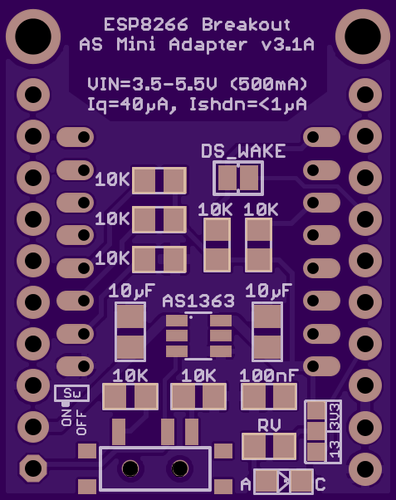 ESP8266 Breakout
AS Mini Adapter v3.1A
VIN=3.5-5.5V (500mA)
Iq=40µA, Ishdn=<1µA
DS_WAKE
10K
10K 10K
10K
10K
10µF AS1363 10µF
10K 10K 100nF
Sw
ON
OFF
RV
13 3V3
A C